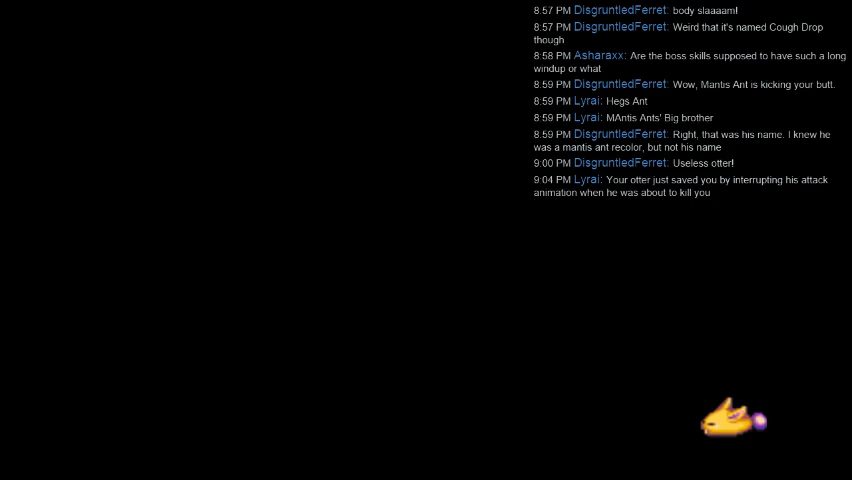 8:57 PM DisgruntledFerret: body slaaaam!
8:57 PM DisgruntledFerret: Weird that it's named Cough Drop
though
8:58 PM Asharaxx: Are the boss skills supposed to have such a long
windup or what
8:59 PM DisgruntledFerret: Wow, Mantis Ant is kicking your butt.
8:59 PM Lyrai: Hegs Ant
8:59 PM Lyrai: MAntis Ants' Big brother
8:59 PM DisgruntledFerret: Right, that was his name. I knew he
was a mantis ant recolor, but not his name
9:00 PM DisgruntledFerret: Useless otter!
9:04 PM Lyrai: Your otter just saved you by interrupting his attack
animation when he was about to kill you